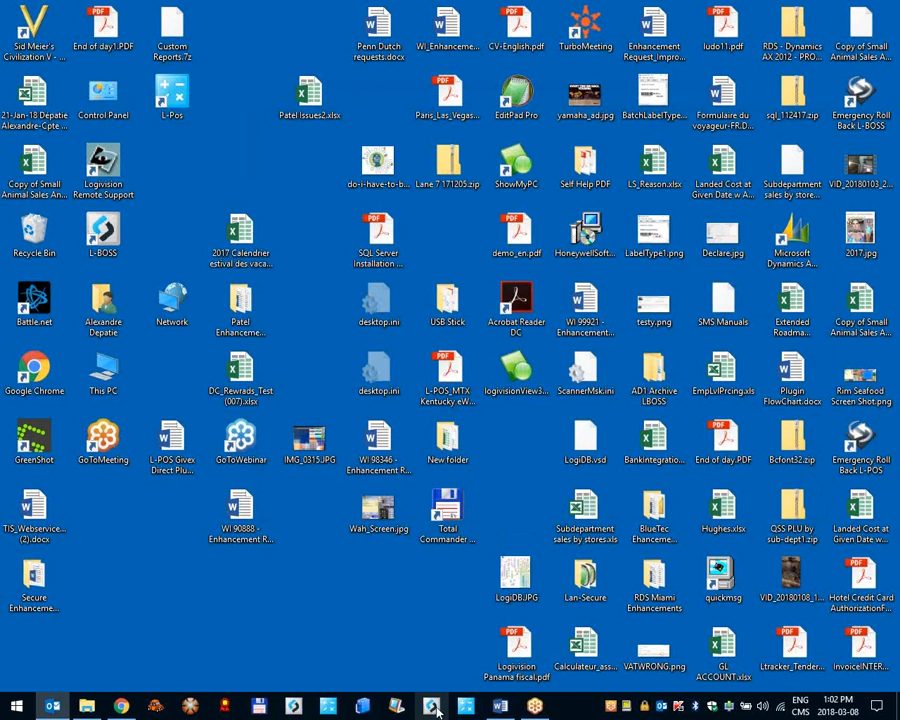 Sid Meier's
Civilization V - ...
End of day1.PDF
Custom
Reports.7z
Penn Dutch
requests.docx
WI_Enhanceme...
CV-English.pdf
TurboMeeting
Enhancement
Request_Impro...
ludo11.pdf
RDS - Dynamics
AX 2012 - PRO...
Copy of Small
Animal Sales A...
21-Jan-18 Depatie
Alexandre-Cpte ...
Control Panel
L-Pos
Patel Issues2.xlsx
Paris_Las_Vegas...
EditPad Pro
yamaha_ad.jpg
BatchLabelType...
Formulaire du
voyageur-FR.D...
sql_112417.zip
Emergency Roll
Back L-BOSS
Copy of Small
Animal Sales An...
Logivision
Remote Support
do-i-have-to-b...
Lane 7 171205.zip
ShowMyPC
Self Help PDF
LS_Reason.xlsx
Landed Cost at
Given Date w A...
Subdepartment
sales by store...
VID_20180103_2...
Recycle Bin
L-BOSS
2017 Calendrier
estival des vaca...
SQL Server
Installation ...
demo_en.pdf
HoneywellSoft...
LabelType1.png
Declare.jpg
Microsoft
Dynamics A...
2017.jpg
Battle.net
Alexandre
Depatie
Network
Patel
Enhanceme...
desktop.ini
USB Stick
Acrobat Reader
DC
WI 99921 -
Enhancement...
testy.png
SMS Manuals
Extended
Roadma...
Copy of Small
Animal Sales A...
Google Chrome
This PC
DC_Rewrads_Test
(007).xlsx
desktop.ini
L-POS_MTX
Kentucky eW...
logivisionView3...
ScannerMsk.ini
AD1 Archive
LBOSS
EmpLvlPrcing.xls
Plugin
FlowChart.docx
Rim Seafood
Screen Shot.png
GreenShot
GoToMeeting
L-POS Givex
Direct Plu...
GoToWebinar
IMG_0315.JPG
WI 98346 -
Enhancement R...
New folder
LogiDB.vsd
BankIntegratio...
End of day.PDF
Bcfont32.zip
Emergency Roll
Back L-POS
TIS_Webservice...
(2).docx
WI 90888 -
Enhancement R...
Wah_Screen.jpg
Total
Commander ...
Subdepartment
sales by stores.xls
BlueTec
Ehanceme...
Hughes.xlsx
QSS PLU by
sub-dept1.zip
Landed Cost at
Given Date w...
Secure
Enhanceme...
LogiDB.JPG
Lan-Secure
RDS Miami
Enhancements
quickmsg
VID_20180108_1...
Hotel Credit Card
AuthorizationF...
Logivision
Panama fiscal.pdf
Calculateur_ass...
VATWRONG.png
GL
ACCOUNT.xlsx
Ltracker_Tender...
InvoiceINTER...
ENG
CMS
1:02 PM
2018-03-08